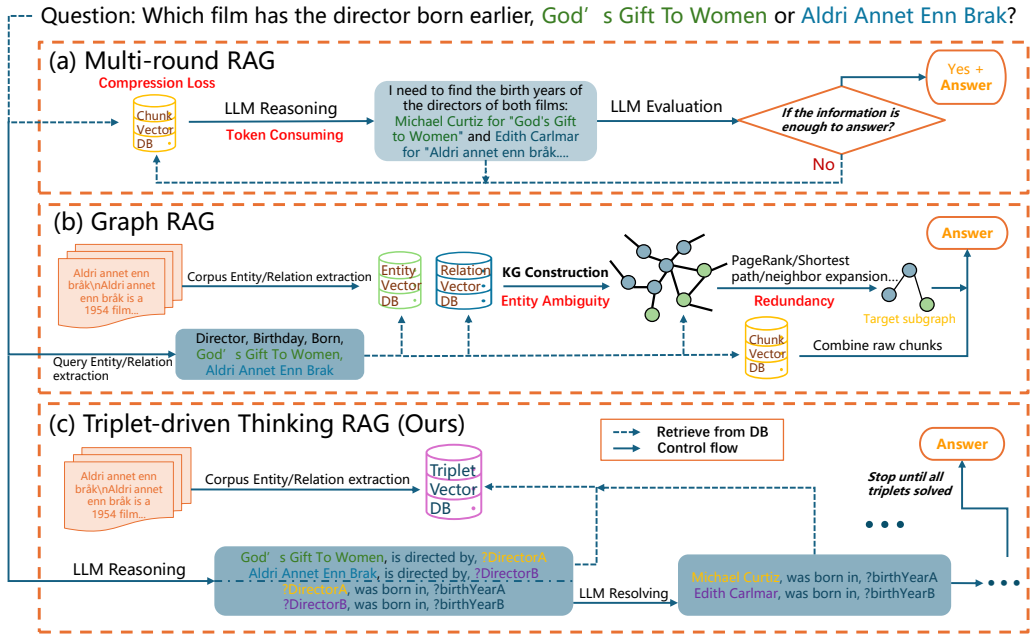 Question: Which film has the director born earlier, God's Gift To Women or Aldri Annet Enn Brak?
(a) Multi-round RAG
Compression Loss
Chunk
Vector
DB
LLM Reasoning
Token Consuming
I need to find the birth years
of the directors of both films:
Michael Curtiz for "God's Gift
to Women" and Edith Carlmar
for "Aldri annet enn bråk....
LLM Evaluation
If the information is
enough to answer?
Yes +
Answer
No
(b) Graph RAG
Aldri annet enn
bråk\nAldri annet
enn bråk is a
1954 film...
Corpus Entity/Relation extraction
Entity
Vector
DB
Relation
Vector
DB
KG Construction
Entity Ambiguity
PageRank/Shortest
path/neighbor expansion..
Redundancy
Answer
Target subgraph
Query Entity/Relation
extraction
Director, Birthday, Born,
God's Gift To Women,
Aldri Annet Enn Brak
Chunk
Vector
DB
Combine raw chunks
(c) Triplet-driven Thinking RAG (Ours)
Aldri annet enn
bråk\nAldri annet
enn bråk is a
1954 film...
Corpus Entity/Relation extraction
Triplet
Vector
DB
Retrieve from DB
Control flow
Answer
Stop until all
triplets solved
LLM Reasoning
God's Gift To Women, is directed by, ?DirectorA
Aldri Annet Enn Brak, is directed by, ?DirectorB
?DirectorA, was born in, ?birthYearA
?DirectorB, was born in, ?birthYearB
LLM Resolving
Michael Curtiz, was born in, ?birthYearA
Edith Carlmar, was born in, ?birthYearB